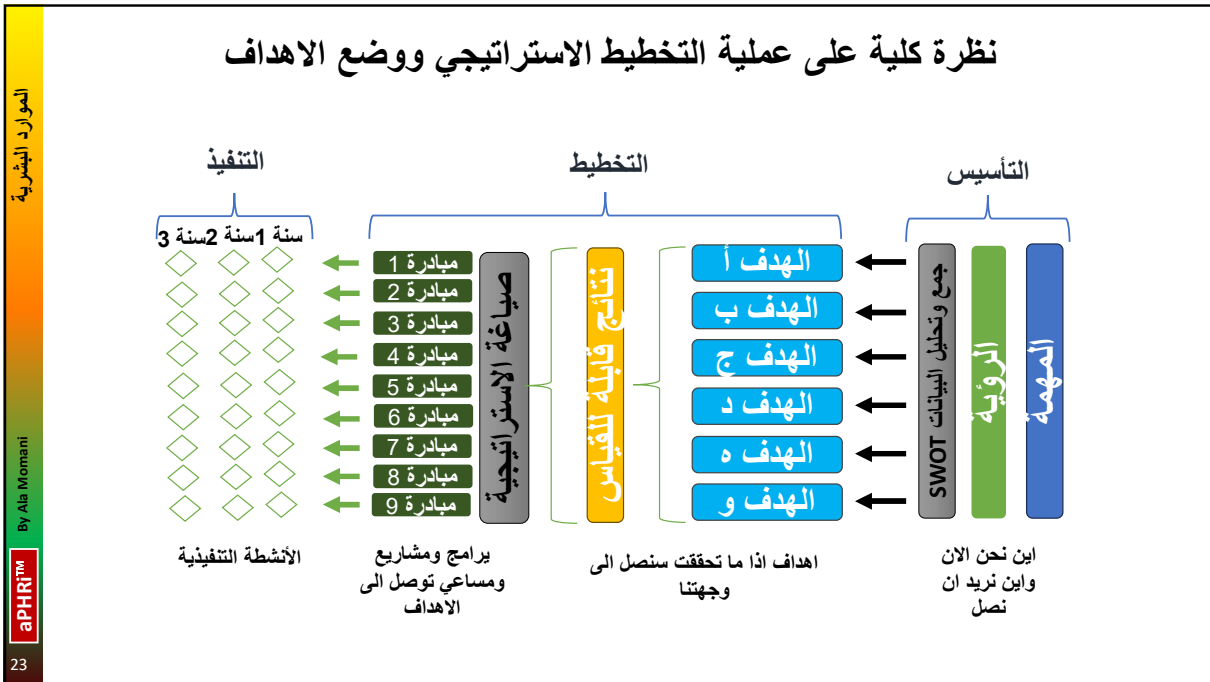 نظرة كلية على عملية التخطيط الاستراتيجي ووضع الاهداف
التأسيس
المهمة
الرؤية
جمع وتحليل البيانات SWOT
اين نحن الان
واين نريد ان
نصل
التخطيط
الهدف أ
الهدف ب
الهدف ج
الهدف د
الهدف ه
الهدف و
اهداف اذا ما تحققت سنصل الى
وجهتنا
نتائج قابلة للقياس
صياغة الاستراتيجية
مبادرة 1
مبادرة 2
مبادرة 3
مبادرة 4
مبادرة 5
مبادرة 6
مبادرة 7
مبادرة 8
مبادرة 9
يرامج ومشاريع
ومساعي توصل الى
الاهداف
التنفيذ
سنة 1 سنة 2 سنة 3
الأنشطة التنفيذية
الموارد البشرية
By Ala Momani
aPHRi™
23